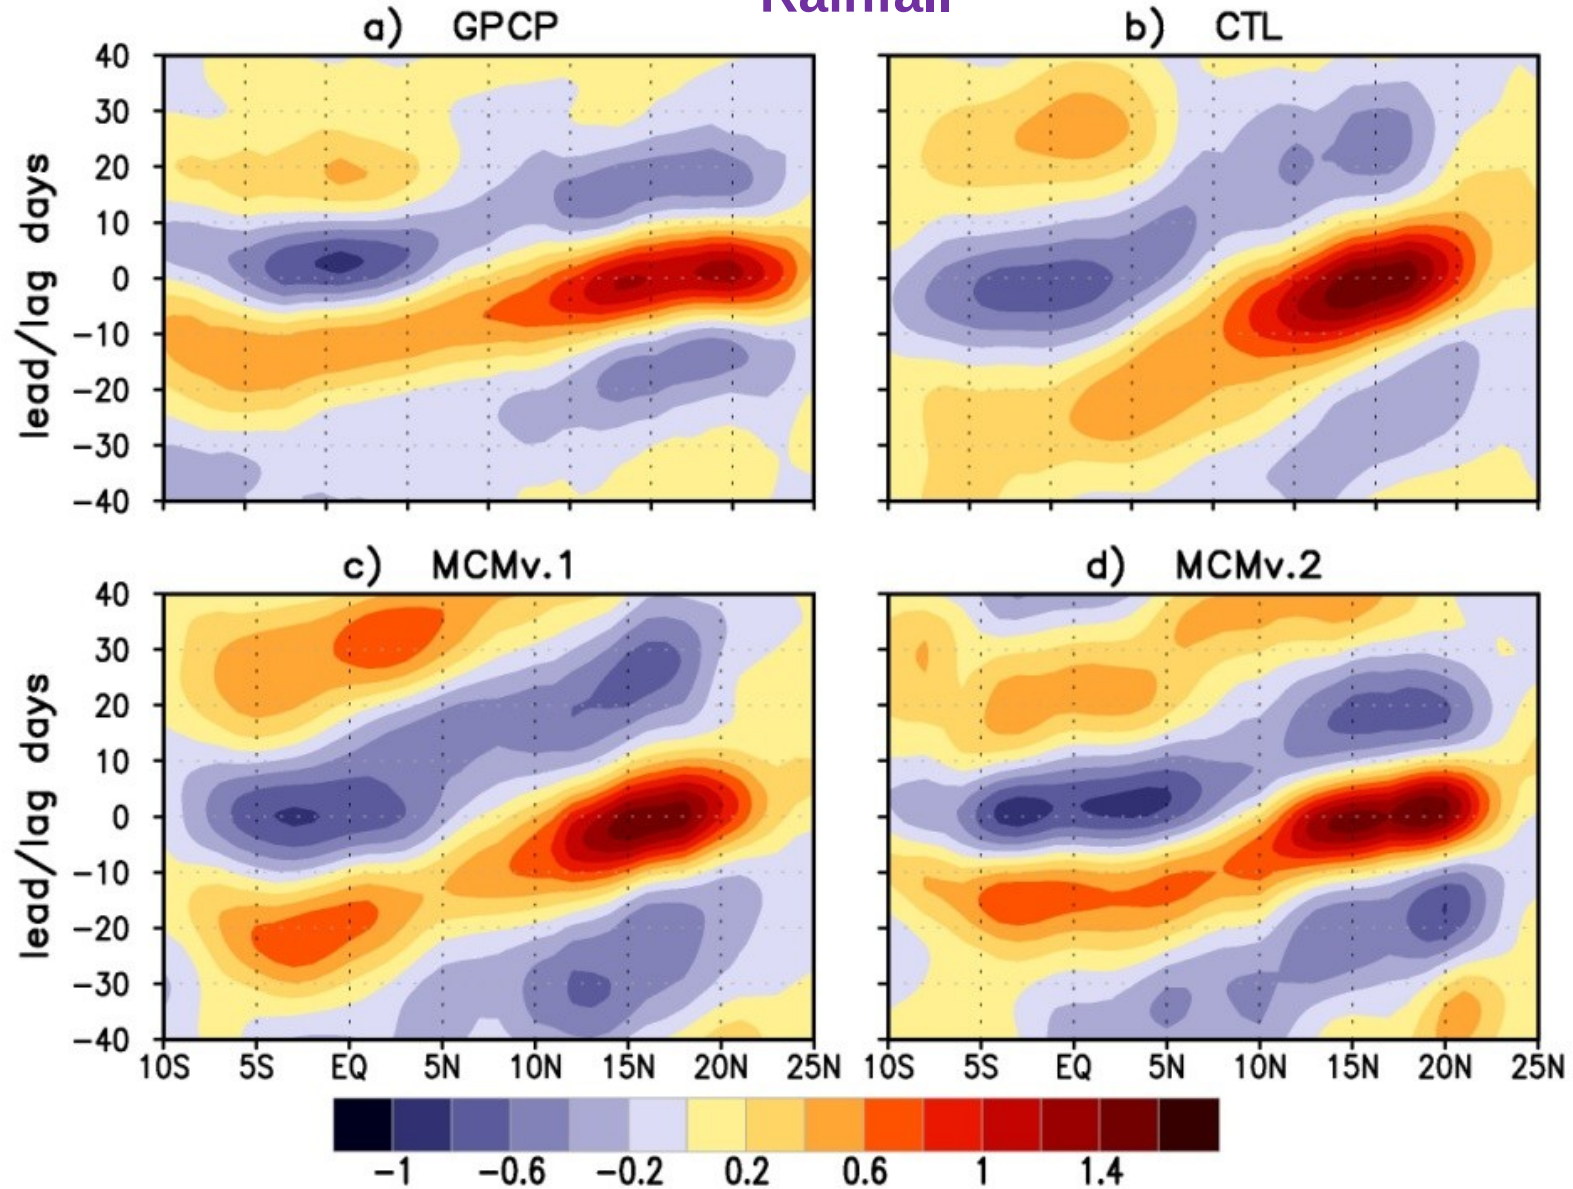 Rainfall
a) GPCP b) CTL
40
30
20
10
0
−10
−20
−30
−40
lead/lag days
c) MCMv.1 d) MCMv.2
40
30
20
10
0
−10
−20
−30
−40
lead/lag days
10S 5S EQ 5N 10N 15N 20N 25N 10S 5S EQ 5N 10N 15N 20N 25N
−1 −0.6 −0.2 0.2 0.6 1 1.4